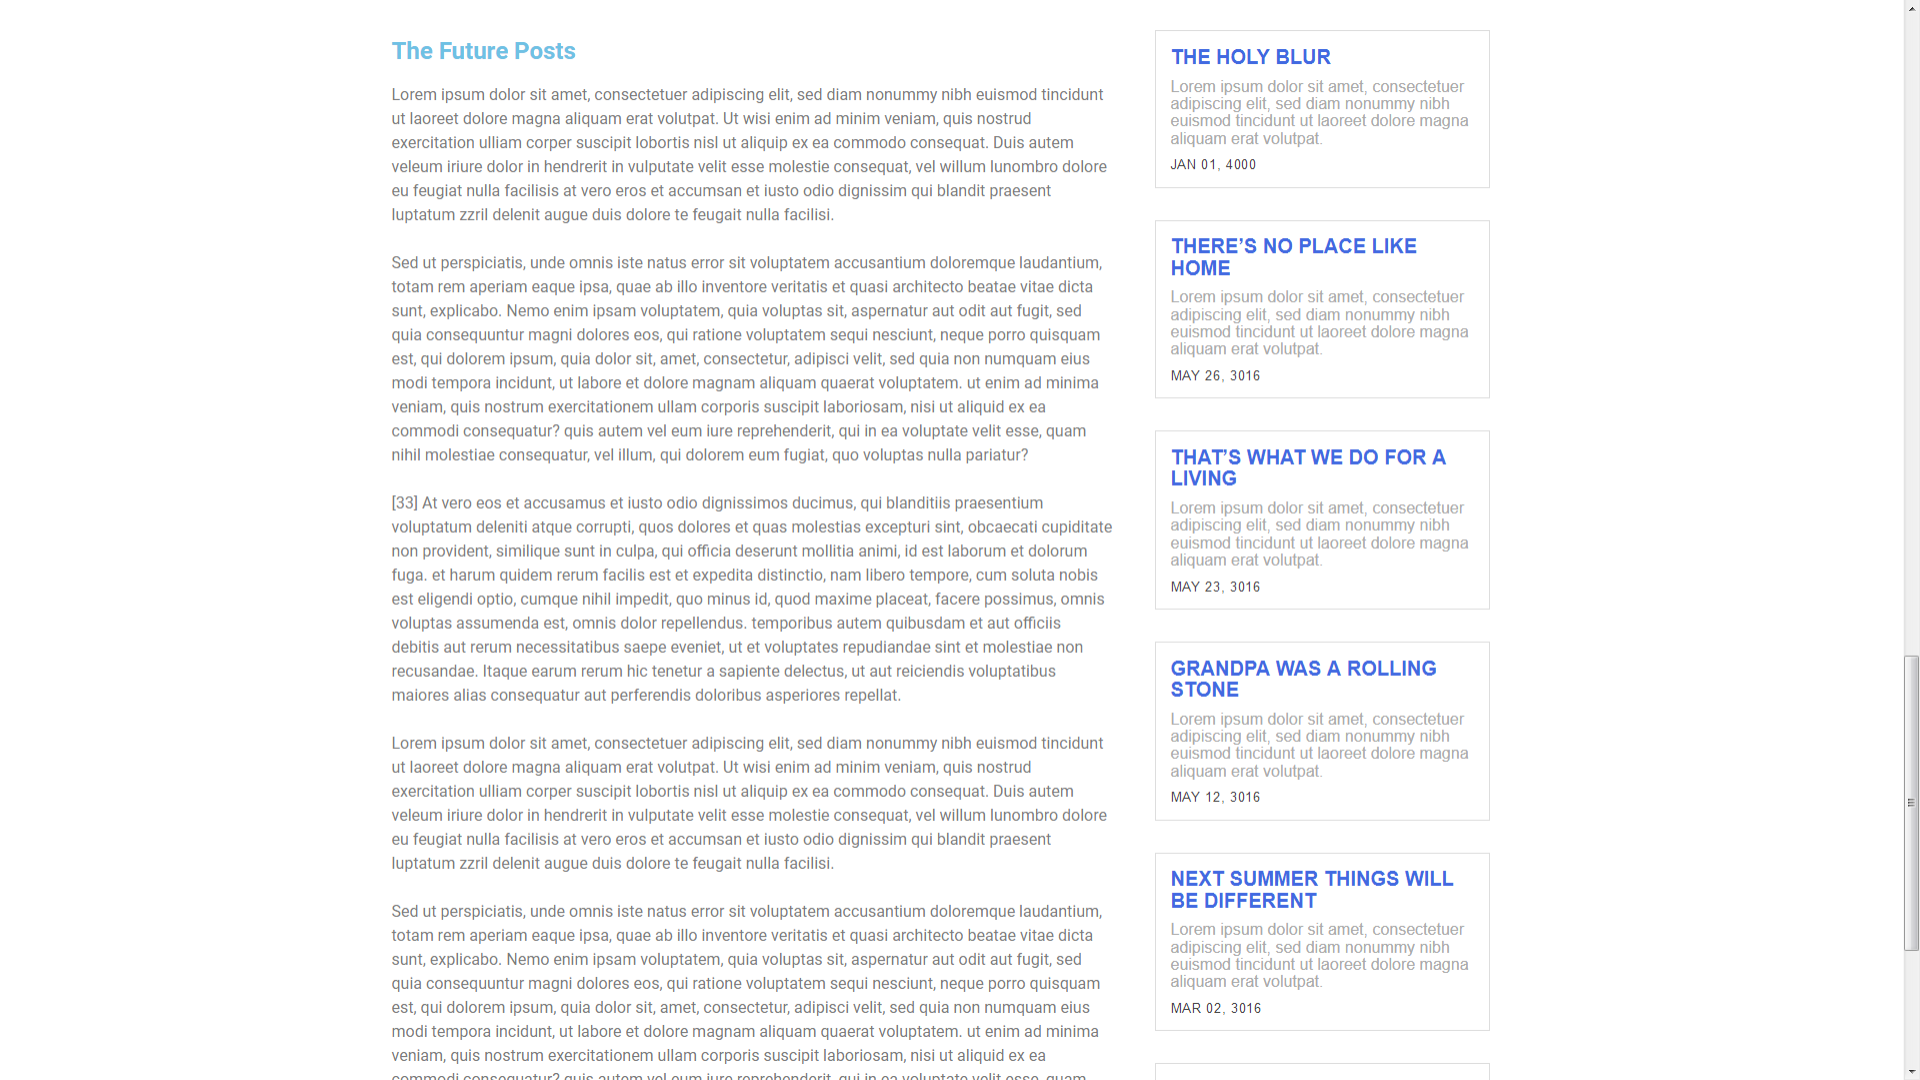 The Future Posts
Lorem ipsum dolor sit amet, consectetuer adipiscing elit, sed diam nonummy nibh euismod tincidunt
ut laoreet dolore magna aliquam erat volutpat. Ut wisi enim ad minim veniam, quis nostrud
exercitation ulliam corper suscipit lobortis nisl ut aliquip ex ea commodo consequat. Duis autem
veleum iriure dolor in hendrerit in vulputate velit esse molestie consequat, vel willum lunombro dolore
eu feugiat nulla facilisis at vero eros et accumsan et iusto odio dignissim qui blandit praesent
luptatum zzril delenit augue duis dolore te feugait nulla facilisi.
Sed ut perspiciatis, unde omnis iste natus error sit voluptatem accusantium doloremque laudantium,
totam rem aperiam eaque ipsa, quae ab illo inventore veritatis et quasi architecto beatae vitae dicta
sunt, explicabo. Nemo enim ipsam voluptatem, quia voluptas sit, aspernatur aut odit aut fugit, sed
quia consequuntur magni dolores eos, qui ratione voluptatem sequi nesciunt, neque porro quisquam
est, qui dolorem ipsum, quia dolor sit, amet, consectetur, adipisci velit, sed quia non numquam eius
modi tempora incidunt, ut labore et dolore magnam aliquam quaerat voluptatem. ut enim ad minima
veniam, quis nostrum exercitationem ullam corporis suscipit laboriosam, nisi ut aliquid ex ea
commodi consequatur? quis autem vel eum iure reprehenderit, qui in ea voluptate velit esse, quam
nihil molestiae consequatur, vel illum, qui dolorem eum fugiat, quo voluptas nulla pariatur?
[33] At vero eos et accusamus et iusto odio dignissimos ducimus, qui blanditiis praesentium
voluptatum deleniti atque corrupti, quos dolores et quas molestias excepturi sint, obcaecati cupiditate
non provident, similique sunt in culpa, qui officia deserunt mollitia animi, id est laborum et dolorum
fuga. et harum quidem rerum facilis est et expedita distinctio, nam libero tempore, cum soluta nobis
est eligendi optio, cumque nihil impedit, quo minus id, quod maxime placeat, facere possimus, omnis
voluptas assumenda est, omnis dolor repellendus. temporibus autem quibusdam et aut officiis
debitis aut rerum necessitatibus saepe eveniet, ut et voluptates repudiandae sint et molestiae non
recusandae. Itaque earum rerum hic tenetur a sapiente delectus, ut aut reiciendis voluptatibus
maiores alias consequatur aut perferendis doloribus asperiores repellat.
Lorem ipsum dolor sit amet, consectetuer adipiscing elit, sed diam nonummy nibh euismod tincidunt
ut laoreet dolore magna aliquam erat volutpat. Ut wisi enim ad minim veniam, quis nostrud
exercitation ulliam corper suscipit lobortis nisl ut aliquip ex ea commodo consequat. Duis autem
veleum iriure dolor in hendrerit in vulputate velit esse molestie consequat, vel willum lunombro dolore
eu feugiat nulla facilisis at vero eros et accumsan et iusto odio dignissim qui blandit praesent
luptatum zzril delenit augue duis dolore te feugait nulla facilisi.
Sed ut perspiciatis, unde omnis iste natus error sit voluptatem accusantium doloremque laudantium,
totam rem aperiam eaque ipsa, quae ab illo inventore veritatis et quasi architecto beatae vitae dicta
sunt, explicabo. Nemo enim ipsam voluptatem, quia voluptas sit, aspernatur aut odit aut fugit, sed
quia consequuntur magni dolores eos, qui ratione voluptatem sequi nesciunt, neque porro quisquam
est, qui dolorem ipsum, quia dolor sit, amet, consectetur, adipisci velit, sed quia non numquam eius
modi tempora incidunt, ut labore et dolore magnam aliquam quaerat voluptatem. ut enim ad minima
veniam, quis nostrum exercitationem ullam corporis suscipit laboriosam, nisi ut aliquid ex ea
commodi consequatur? quis autem vel eum iure reprehenderit, qui in ea voluptate velit esse, quam
THE HOLY BLUR
Lorem ipsum dolor sit amet, consectetuer
adipiscing elit, sed diam nonummy nibh
euismod tincidunt ut laoreet dolore magna
aliquam erat volutpat.
JAN 01, 4000
THERE’S NO PLACE LIKE
HOME
Lorem ipsum dolor sit amet, consectetuer
adipiscing elit, sed diam nonummy nibh
euismod tincidunt ut laoreet dolore magna
aliquam erat volutpat.
MAY 26, 3016
THAT’S WHAT WE DO FOR A
LIVING
Lorem ipsum dolor sit amet, consectetuer
adipiscing elit, sed diam nonummy nibh
euismod tincidunt ut laoreet dolore magna
aliquam erat volutpat.
MAY 23, 3016
GRANDPA WAS A ROLLING
STONE
Lorem ipsum dolor sit amet, consectetuer
adipiscing elit, sed diam nonummy nibh
euismod tincidunt ut laoreet dolore magna
aliquam erat volutpat.
MAY 12, 3016
NEXT SUMMER THINGS WILL
BE DIFFERENT
Lorem ipsum dolor sit amet, consectetuer
adipiscing elit, sed diam nonummy nibh
euismod tincidunt ut laoreet dolore magna
aliquam erat volutpat.
MAR 02, 3016